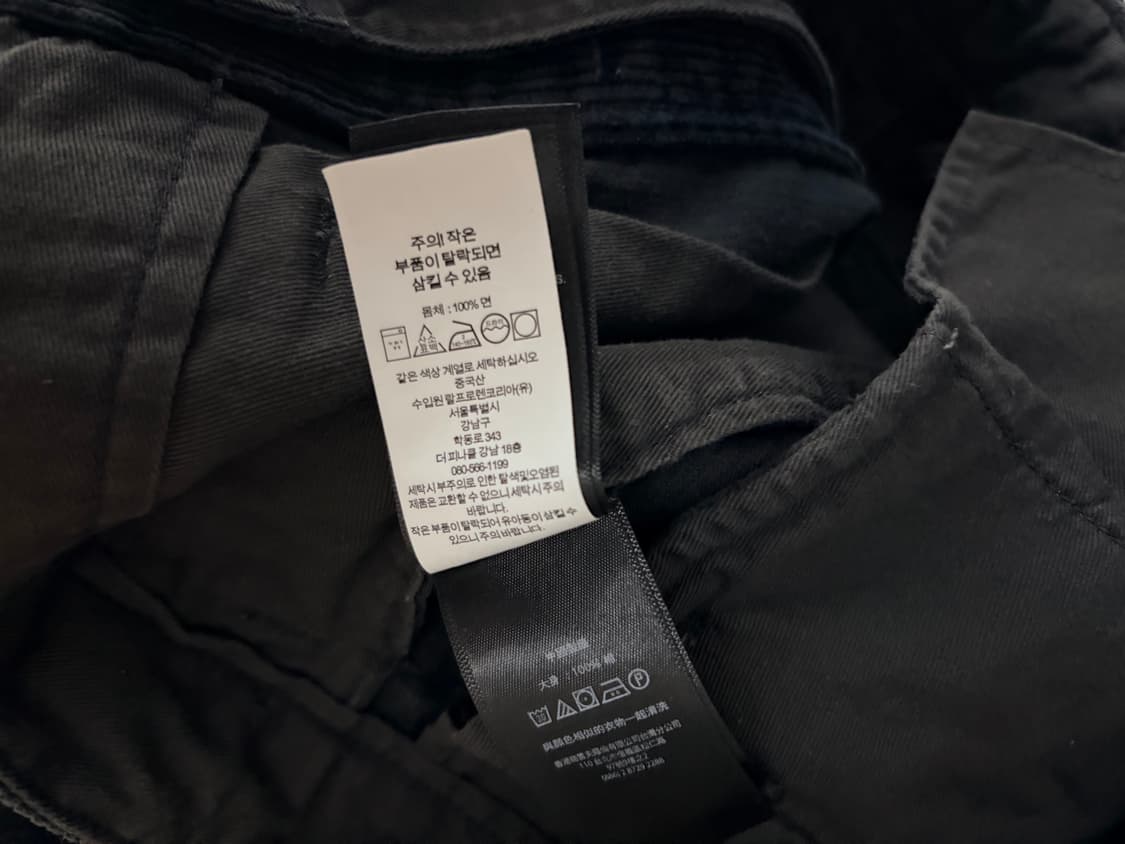 주의! 작은
부품이 탈락되면
삼킬 수 있음
몸체 : 100% 면
산소
표백
같은 색상 계열로 세탁하십시오
중국산
수입원 랄프로렌코리아(유)
서울특별시
강남구
학동로 343
더 피나클 강남 18층
080-566-1199
세탁시 부주의로 인한 탈색및오염된
제품은 교환할 수 없으니 세탁시 주의
바랍니다.
작은 부품이 탈락되어 유아동이 삼킬 수
있으니 주의 바랍니다.
S.
大身 : 100% 棉
30
P
與顏色相似的衣物一起清洗